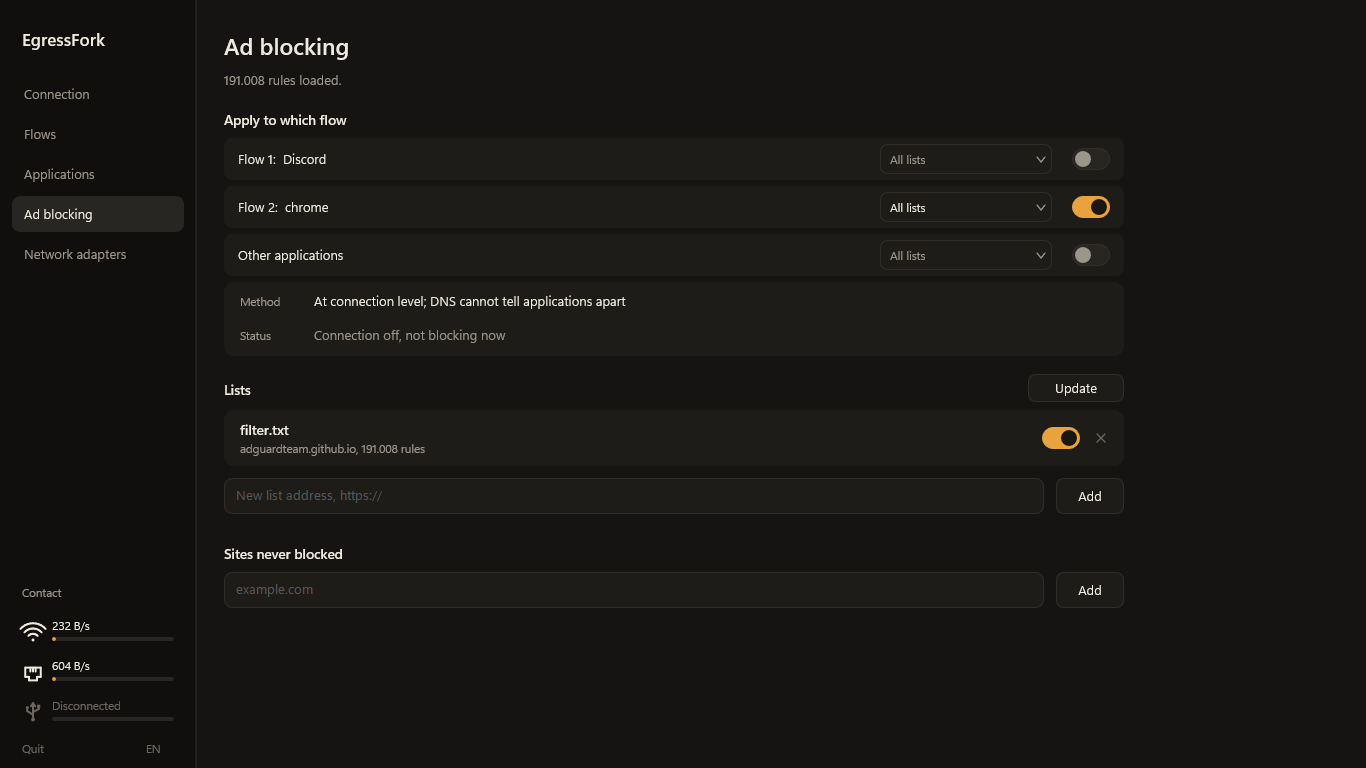 EgressFork
Connection
Flows
Applications
Ad blocking
Network adapters
Contact
232 B/s
604 B/s
Disconnected
Quit
EN
Ad blocking
191.008 rules loaded.
Apply to which flow
Flow 1: Discord
All lists
Flow 2: chrome
All lists
Other applications
All lists
Method At connection level; DNS cannot tell applications apart
Status Connection off, not blocking now
Lists
Update
filter.txt
adguardteam.github.io, 191.008 rules
New list address, https://
Add
Sites never blocked
example.com
Add